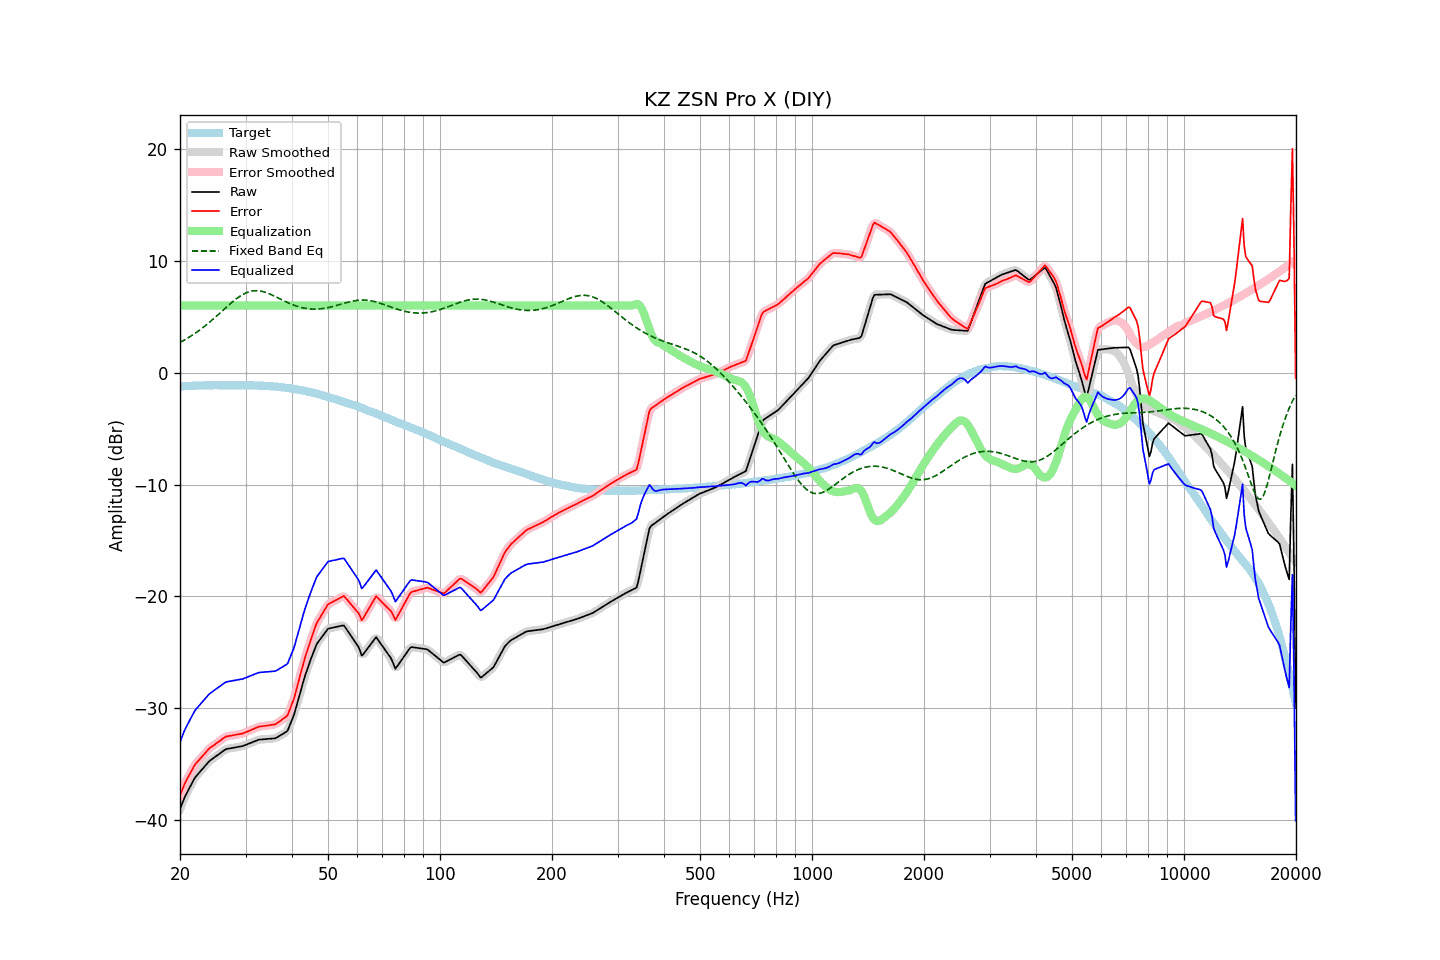 KZ ZSN Pro X (DIY)
Target
Raw Smoothed
Error Smoothed
Raw
Error
Equalization
Fixed Band Eq
Equalized
Amplitude (dBr)
20
10
0
−10
−20
−30
−40
20 50 100 200 500 1000 2000 5000 10000 20000
Frequency (Hz)